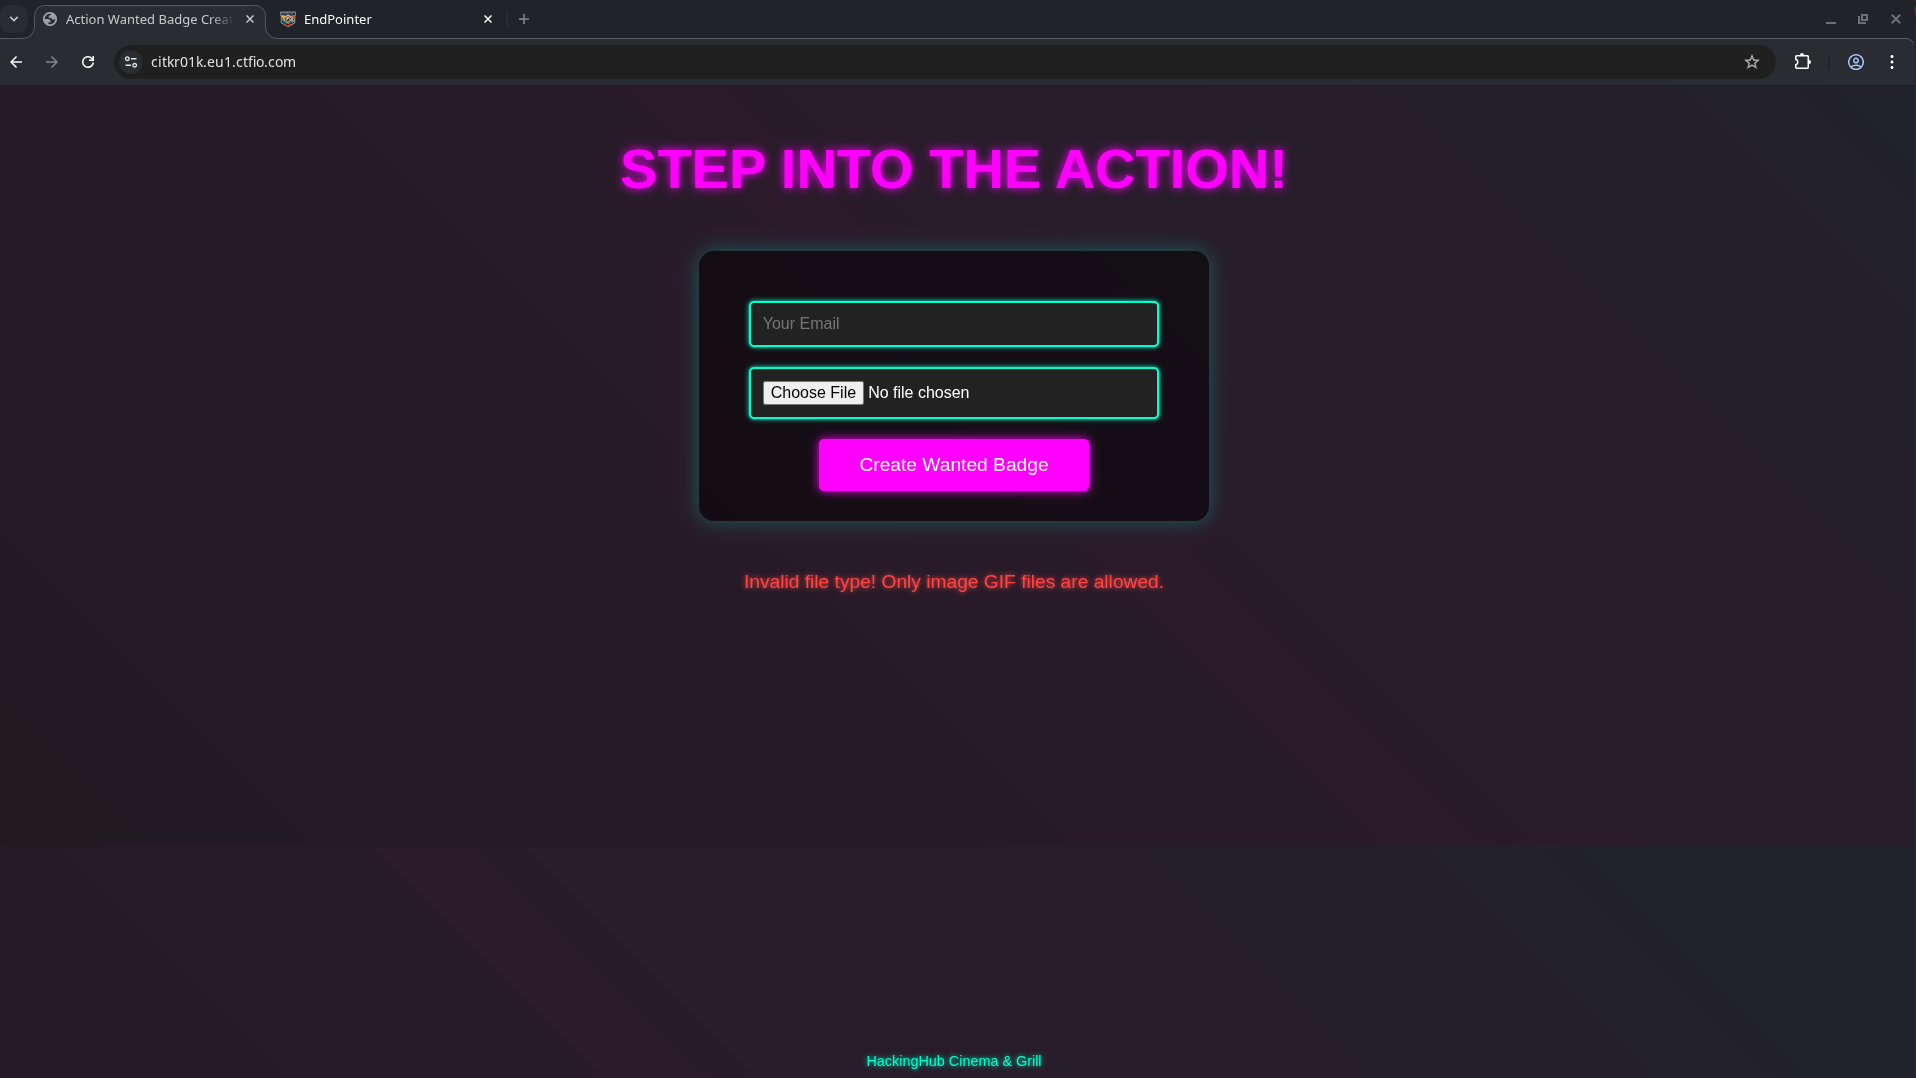 Action Wanted Badge Creat
EndPointer
citkr01k.eu1.ctfio.com
STEP INTO THE ACTION!
Your Email
Choose File No file chosen
Create Wanted Badge
Invalid file type! Only image GIF files are allowed.
HackingHub Cinema & Grill